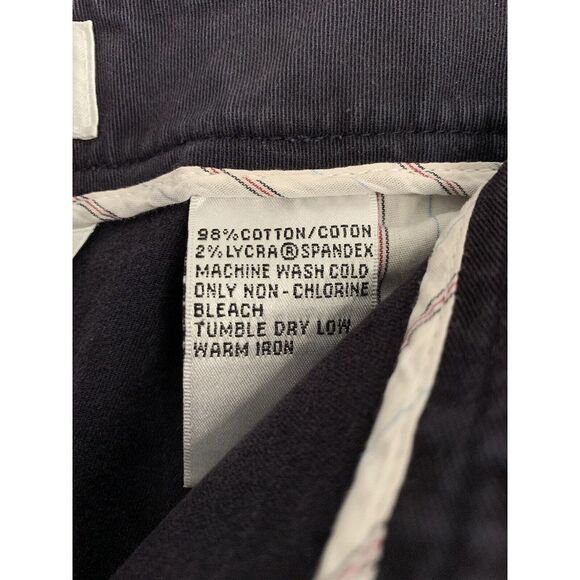 98% COTTON/COTON
2% LYCRA® SPANDEX
MACHINE WASH COLD
ONLY NON-CHLORINE
BLEACH
TUMBLE DRY LOW
WARM IRON